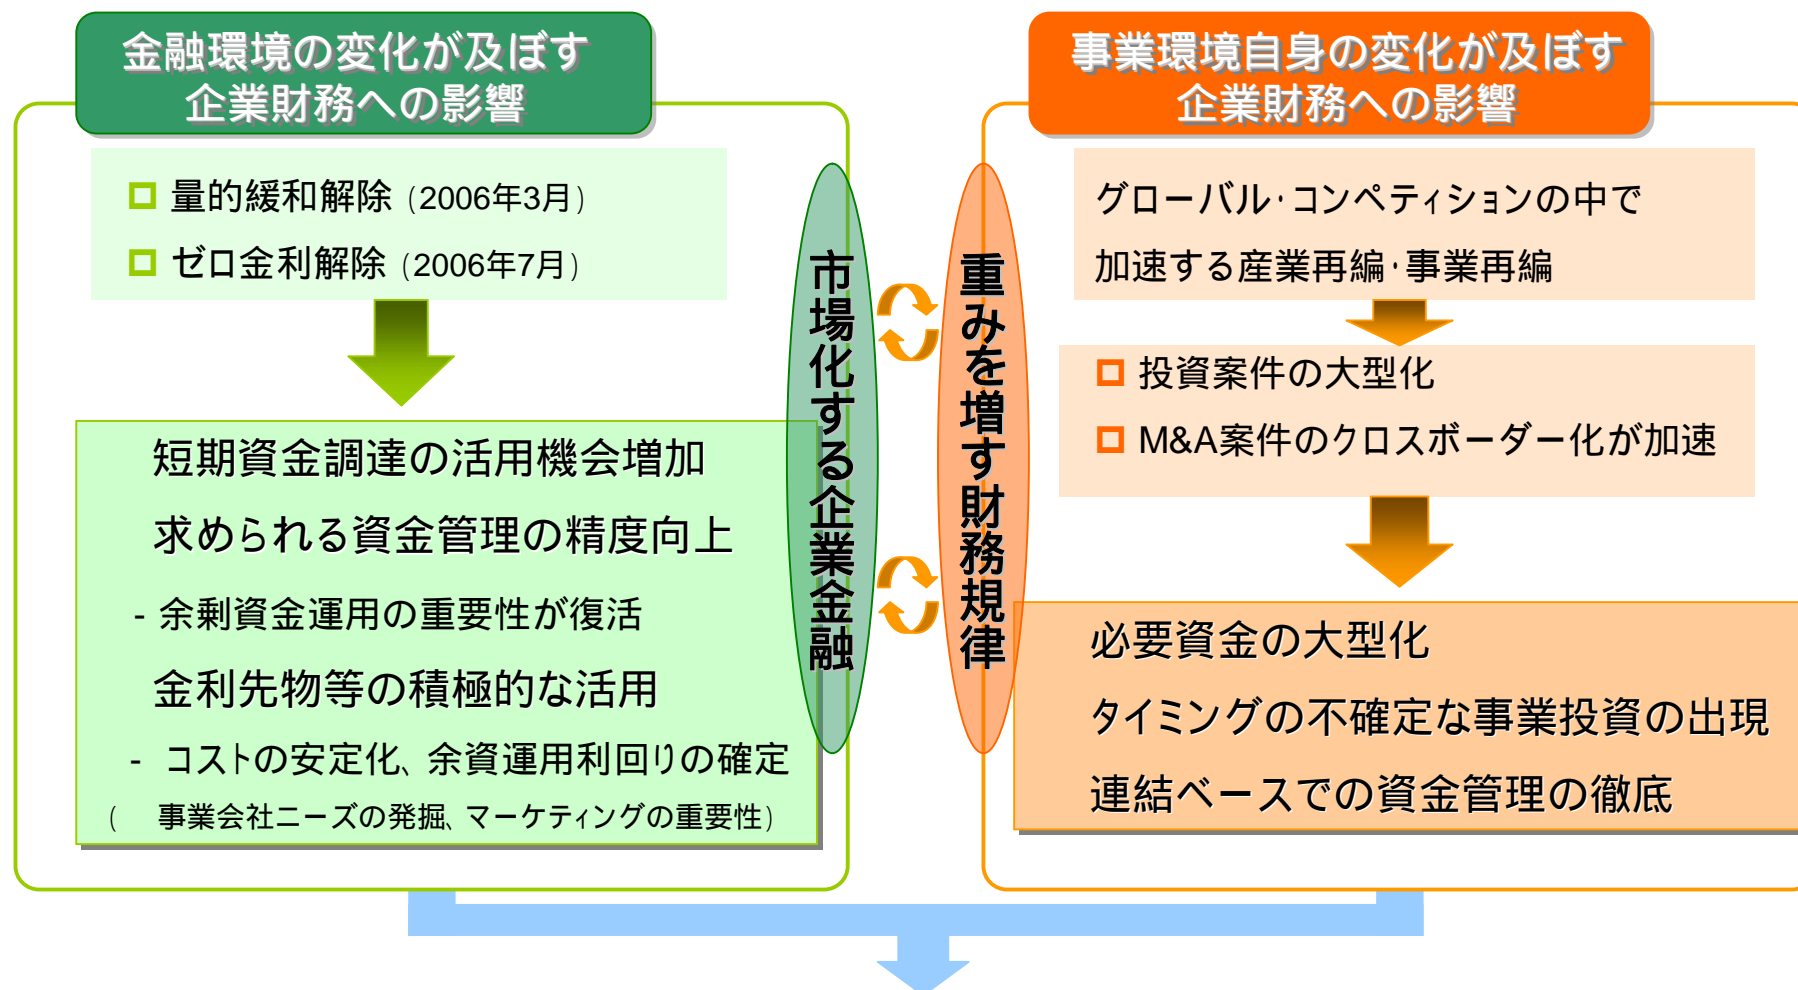 金融環境の変化が及ぼす
企業財務への影響
量的緩和解除（2006年3月）
ゼロ金利解除（2006年7月）
短期資金調達の活用機会増加
求められる資金管理の精度向上
- 余剰資金運用の重要性が復活
金利先物等の積極的な活用
- コストの安定化、余資運用利回りの確定
（　事業会社ニーズの発掘、マーケティングの重要性）
市場化する企業金融
重みを増す財務規律
事業環境自身の変化が及ぼす
企業財務への影響
グローバル・コンペティションの中で
加速する産業再編・事業再編
投資案件の大型化
M&A案件のクロスボーダー化が加速
必要資金の大型化
タイミングの不確定な事業投資の出現
連結ベースでの資金管理の徹底